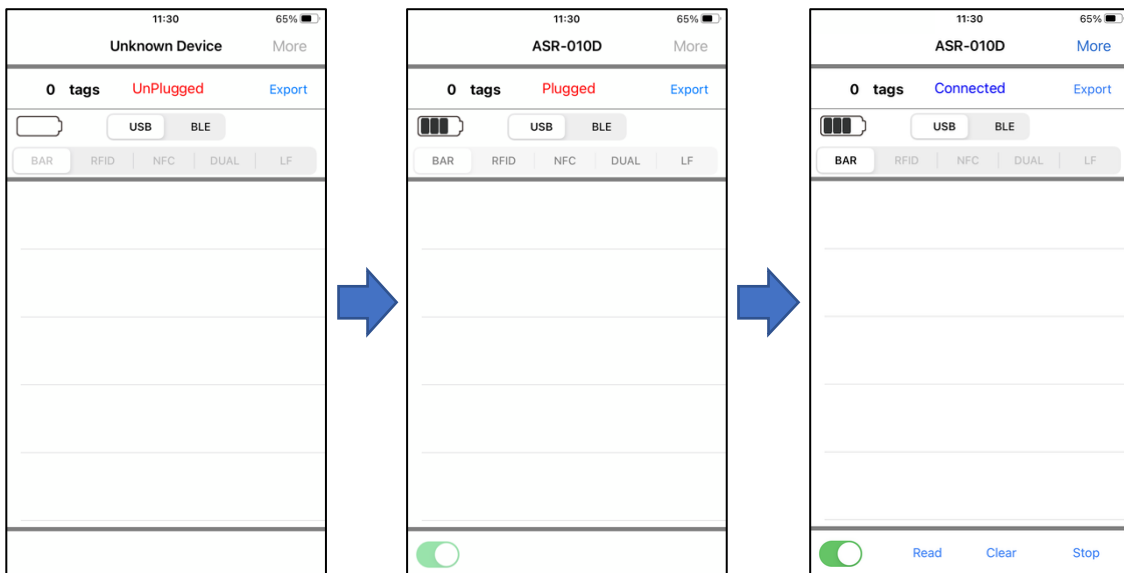 11:30 65%
Unknown Device More
0 tags UnPlugged Export
USB BLE
BAR RFID NFC DUAL LF
11:30 65%
ASR-010D More
0 tags Plugged Export
USB BLE
BAR RFID NFC DUAL LF
11:30 65%
ASR-010D More
0 tags Connected Export
USB BLE
BAR RFID NFC DUAL LF
Read Clear Stop